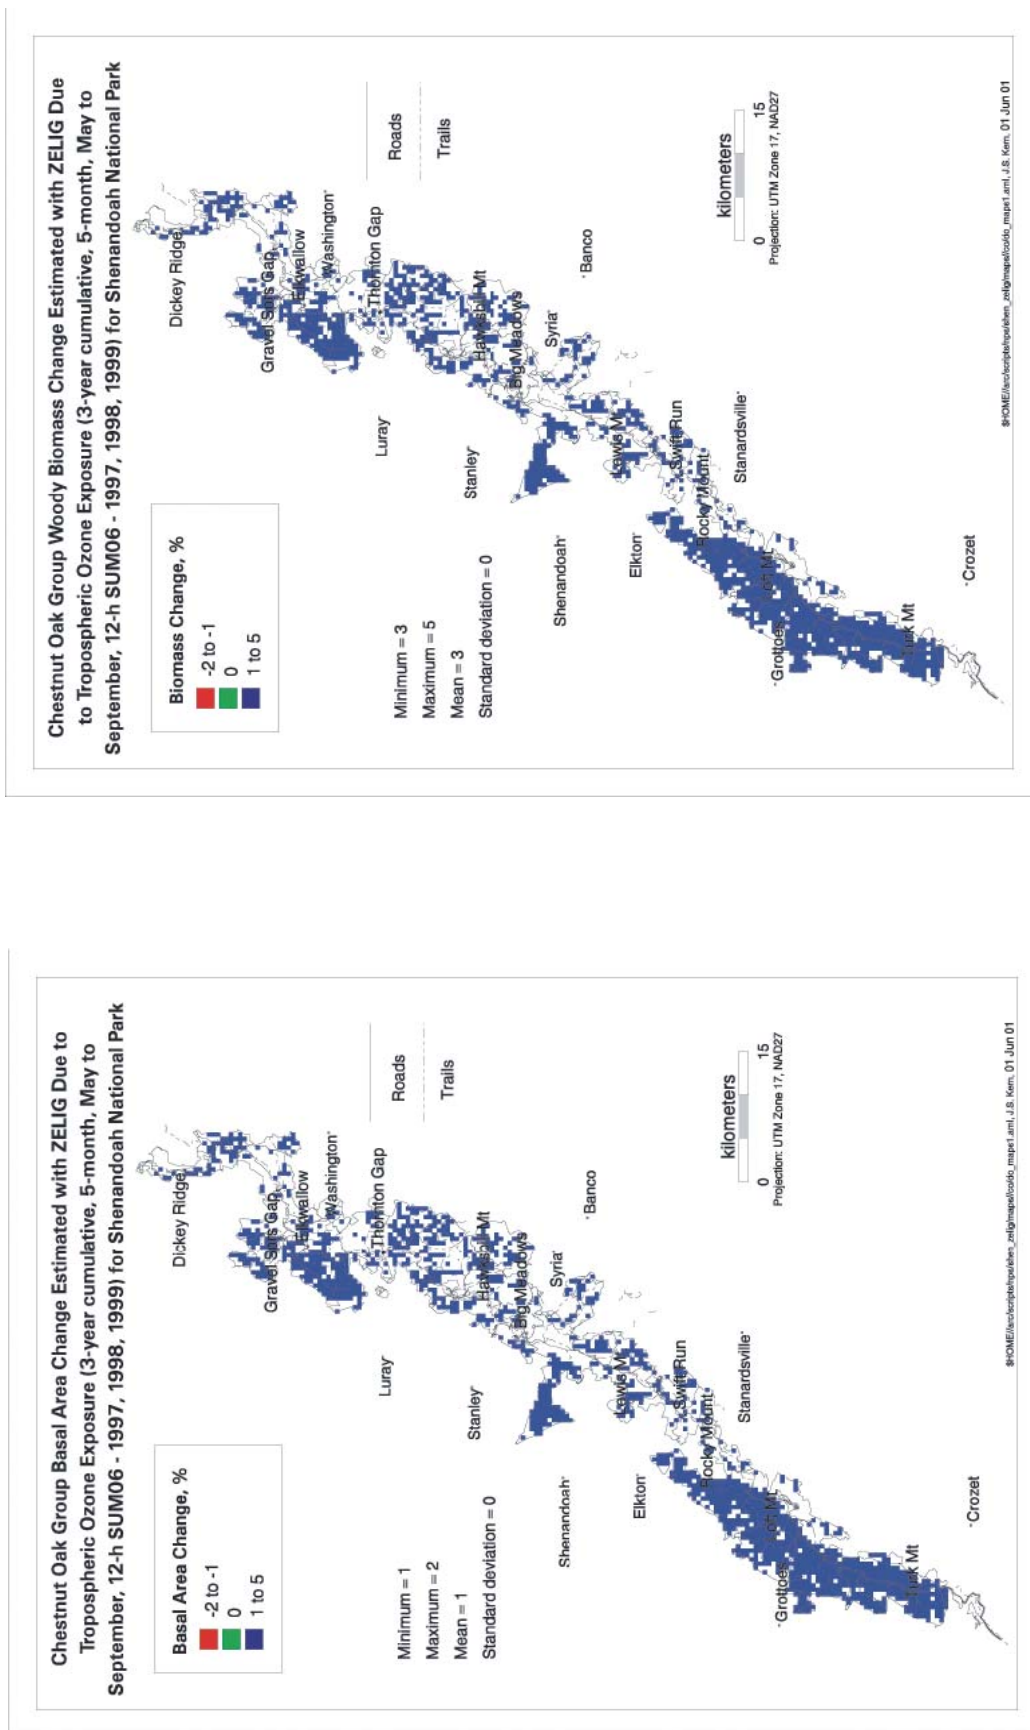 Chestnut Oak Group Basal Area Change Estimated with ZELIG Due to
Tropospheric Ozone Exposure (3-year cumulative, 5-month, May to
September, 12-h SUM06 - 1997, 1998, 1999) for Shenandoah National Park
Basal Area Change, %
-2 to -1
0
1 to 5
Dickey Ridge
Gravel Sprs Gap
Elkwallow
Washington
Thornton Gap
Luray
Hawksbill Mt
Stanley
Big Meadows
Syria
Banco
Shenandoah
Lewis Mt
Elkton
Swift Run
Rocky Mount
Stanardsville
Loft Mt
Grottoes
Turk Mt
Crozet
Minimum = 1
Maximum = 2
Mean = 1
Standard deviation = 0
Roads
Trails
kilometers
0 15
Projection: UTM Zone 17, NAD27
Chestnut Oak Group Woody Biomass Change Estimated with ZELIG Due
to Tropospheric Ozone Exposure (3-year cumulative, 5-month, May to
September, 12-h SUM06 - 1997, 1998, 1999) for Shenandoah National Park
Biomass Change, %
-2 to -1
0
1 to 5
Dickey Ridge
Gravel Sprs Gap
Elkwallow
Washington
Thornton Gap
Luray
Hawksbill Mt
Stanley
Big Meadows
Syria
Banco
Shenandoah
Lewis Mt
Elkton
Swift Run
Rocky Mount
Stanardsville
Loft Mt
Grottoes
Turk Mt
Crozet
Minimum = 3
Maximum = 5
Mean = 3
Standard deviation = 0
Roads
Trails
kilometers
0 15
Projection: UTM Zone 17, NAD27